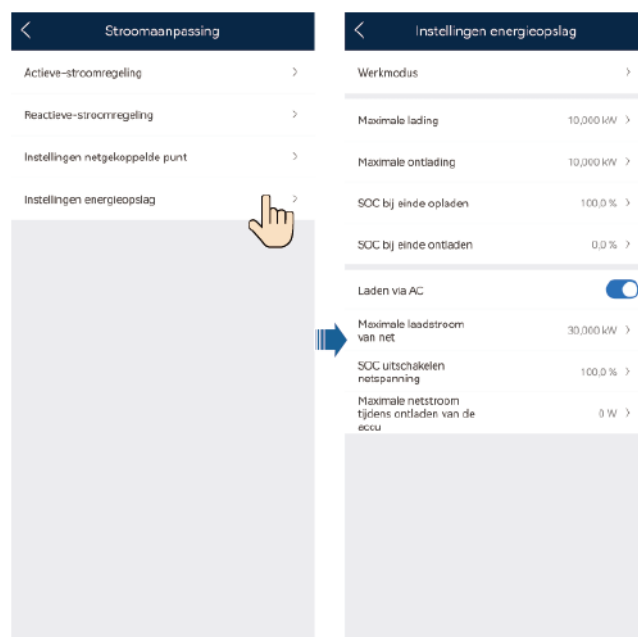 Stroomaanpassing
Actieve-stroomregeling
Reactieve-stroomregeling
Instellingen netgekoppelde punt
Instellingen energieopslag
Instellingen energieopslag
Werkmodus
Maximale lading 10,000 kW
Maximale ontlading 10,000 kW
SOC bij einde opladen 100,0 %
SOC bij einde ontladen 0,0 %
Laden via AC
Maximale laadstroom
van net 30,000 kW
SOC uitschakelen
netspanning 100,0 %
Maximale netstroom
tijdens ontladen van de
accu 0 W